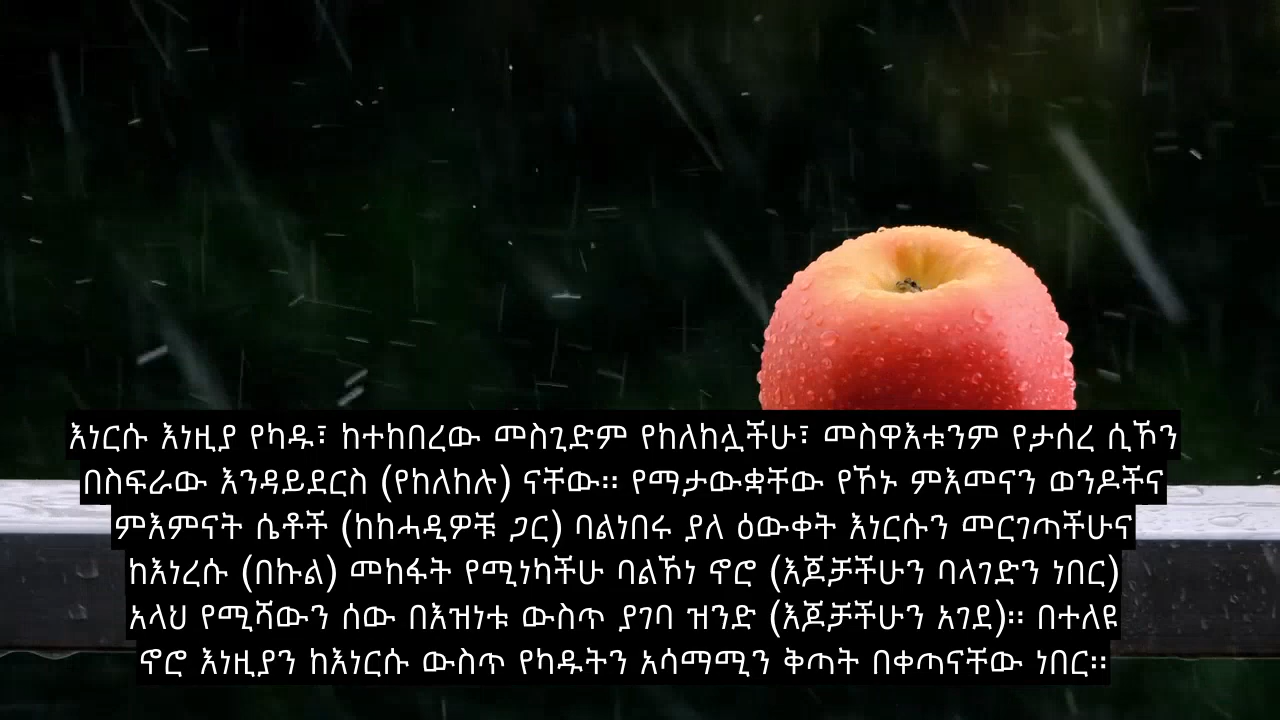 እነርሱ እነዚያ የካዱ፣ ከተከበረው መስጊድም የከለከሏችሁ፣ መስዋእቱንም የታሰረ ሲኾን
በስፍራው እንዳይደርስ (የከለከሉ) ናቸው፡፡ የማታውቋቸው የኾኑ ምእመናን ወንዶችና
ምእምናት ሴቶች (ከከሓዲዎቹ ጋር) ባልነበሩ ያለ ዕውቀት እነርሱን መርገጣችሁና
ከእነረሱ (በኩል) መከፋት የሚነካችሁ ባልኾነ ኖሮ (እጆቻችሁን ባላገድን ነበር)
አላህ የሚሻውን ሰው በእዝነቱ ውስጥ ያገባ ዝንድ (እጆቻችሁን አገደ)፡፡ በተለዩ
ኖሮ እነዚያን ከእነርሱ ውስጥ የካዱትን አሳማሚን ቅጣት በቀጣናቸው ነበር፡፡